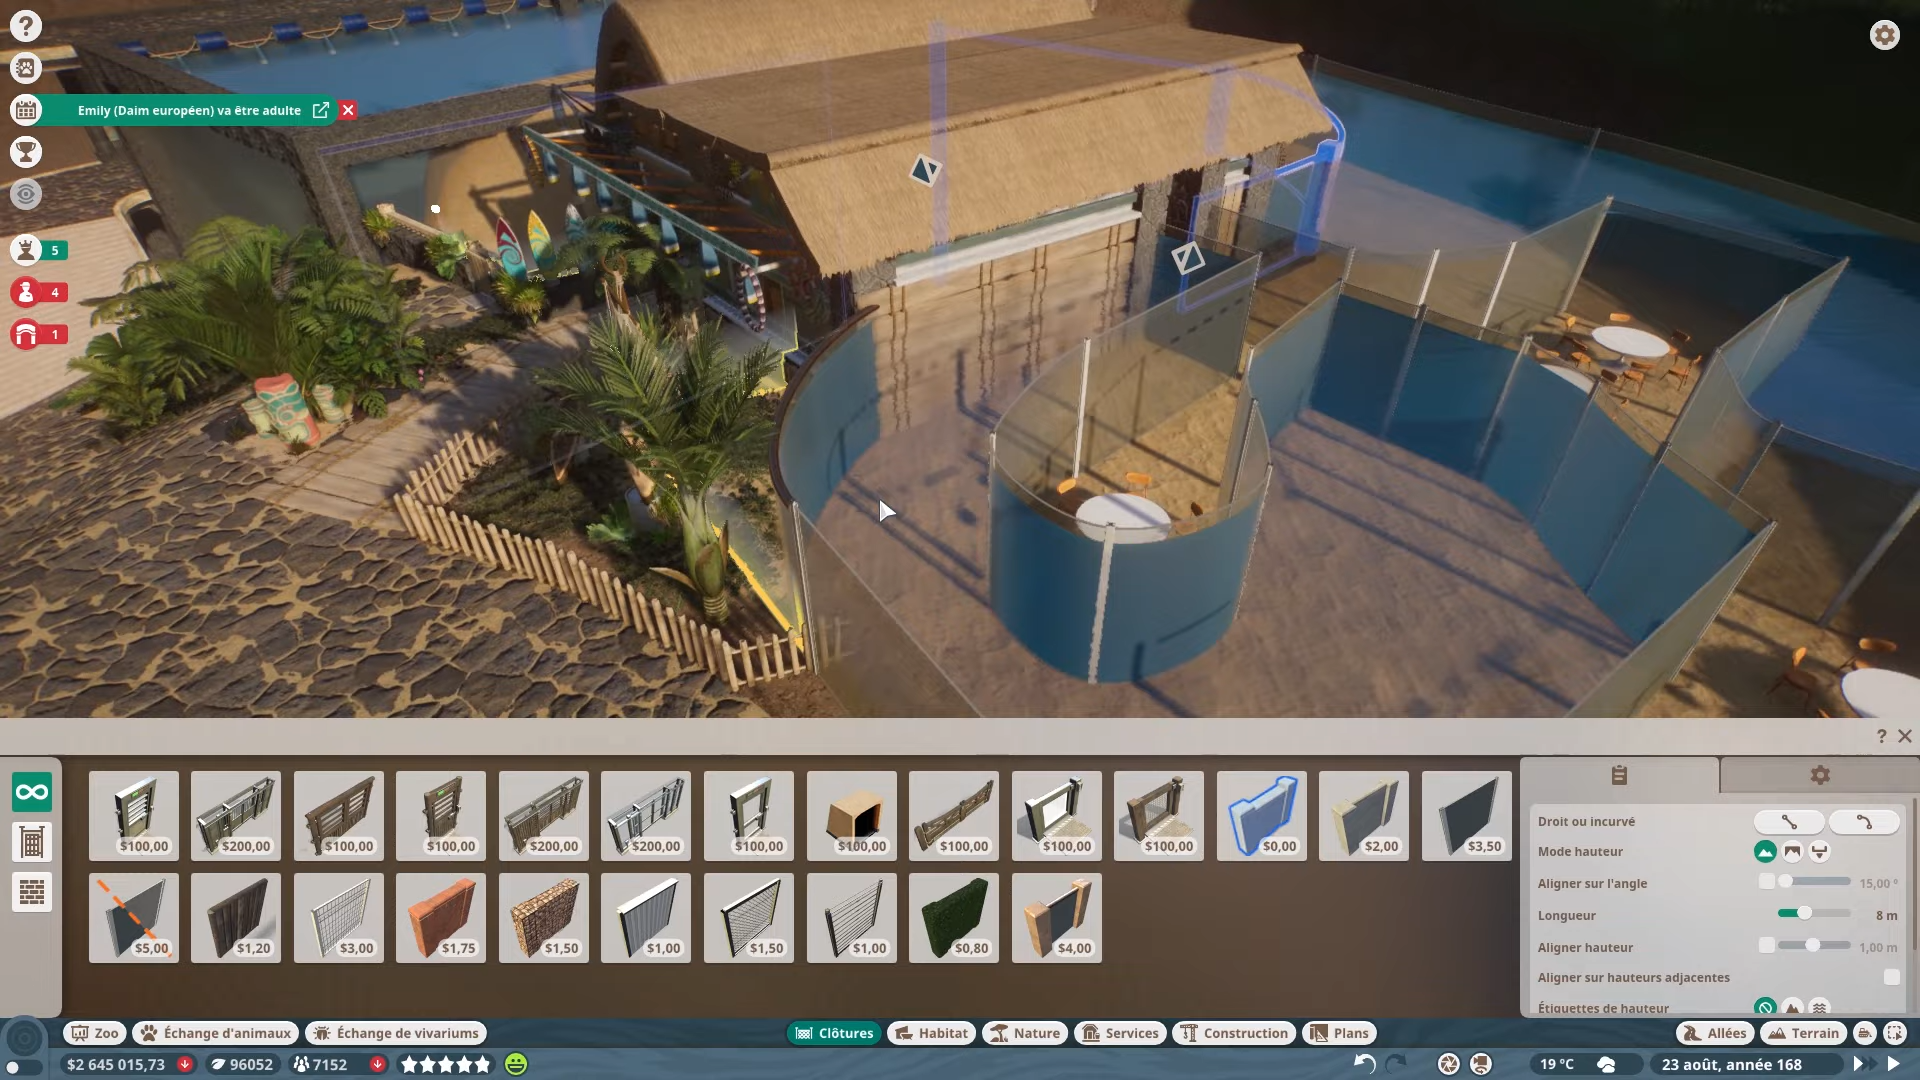 ?
Emily (Daim européen) va être adulte
5
4
1
?
$100,00 $200,00 $100,00 $100,00 $200,00 $200,00 $100,00 $100,00 $100,00 $100,00 $100,00 $0,00 $2,00 $3,50
$5,00 $1,20 $3,00 $1,75 $1,50 $1,00 $1,50 $1,00 $0,80 $4,00
Droit ou incurvé
Mode hauteur
Aligner sur l'angle 15,00 °
Longueur 8 m
Aligner hauteur 1,00 m
Aligner sur hauteurs adjacentes
Étiquettes de hauteur
Zoo Échange d'animaux Échange de vivariums Clôtures Habitat Nature Services Construction Plans Allées Terrain
$2 645 015,73 96052 7152 19 °C 23 août, année 168